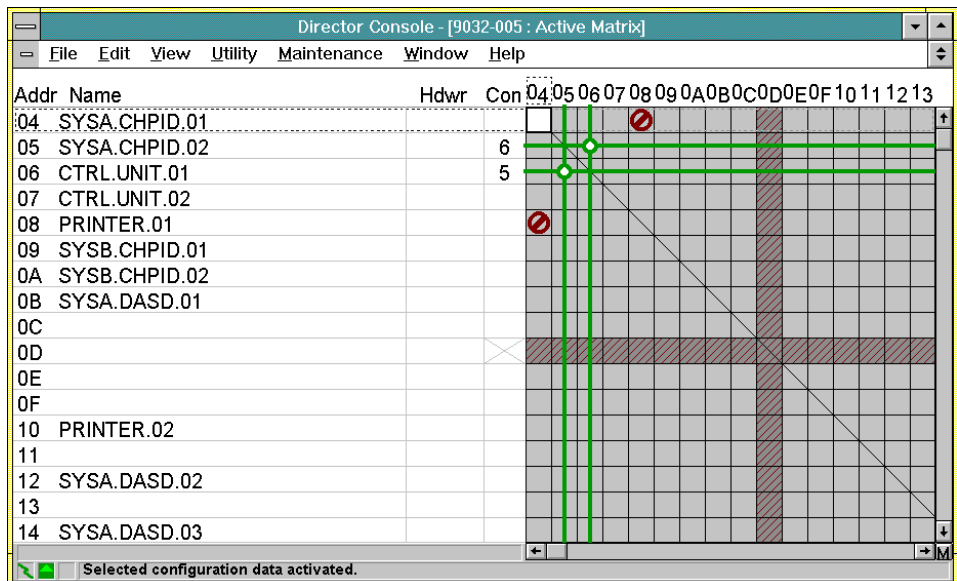 Director Console - [9032-005 : Active Matrix]
File Edit View Utility Maintenance Window Help
Addr Name Hdwr Con 04 05 06 07 08 09 0A 0B 0C 0D 0E 0F 10 11 12 13
04 SYSA.CHPID.01
05 SYSA.CHPID.02 6
06 CTRL.UNIT.01 5
07 CTRL.UNIT.02
08 PRINTER.01
09 SYSB.CHPID.01
0A SYSB.CHPID.02
0B SYSA.DASD.01
0C
0D
0E
0F
10 PRINTER.02
11
12 SYSA.DASD.02
13
14 SYSA.DASD.03
M
Selected configuration data activated.